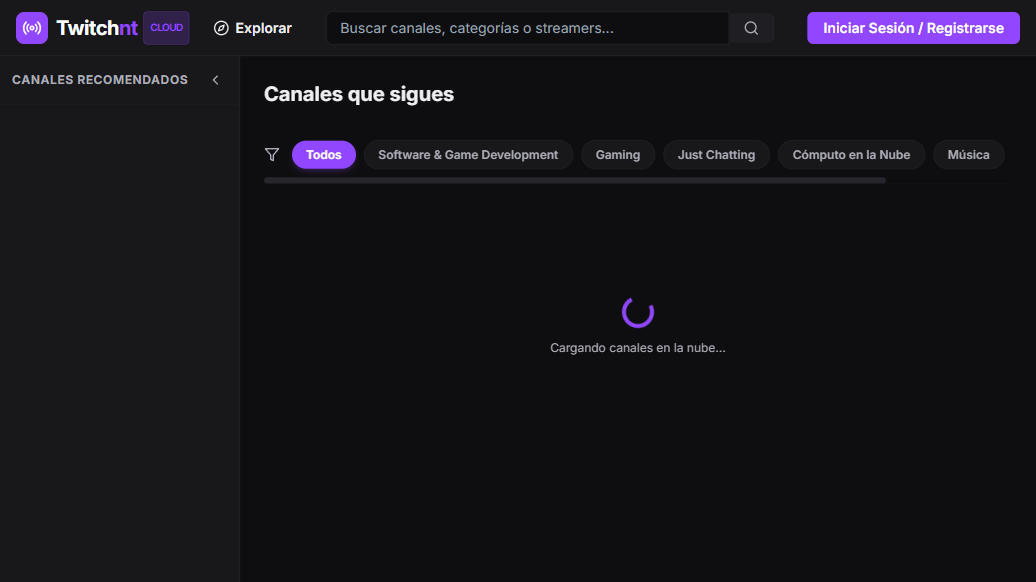 Twitchnt CLOUD Explorar Buscar canales, categorías o streamers... Iniciar Sesión / Registrarse
CANALES RECOMENDADOS
Canales que sigues
Todos Software & Game Development Gaming Just Chatting Cómputo en la Nube Música
Cargando canales en la nube...